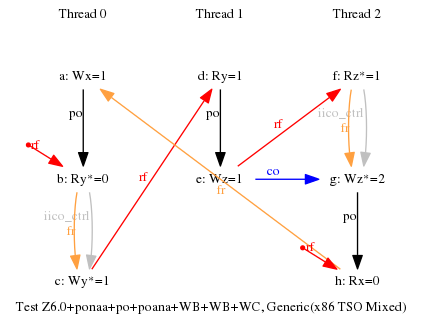 Thread 0 Thread 1 Thread 2
a: Wx=1 d: Ry=1 f: Rz*=1
po po iico_ctrl
rf rf fr
b: Ry*=0 e: Wz=1 co g: Wz*=2
rf fr
iico_ctrl po
fr
rf
c: Wy*=1 h: Rx=0
Test Z6.0+ponaa+po+poana+WB+WB+WC, Generic(x86 TSO Mixed)